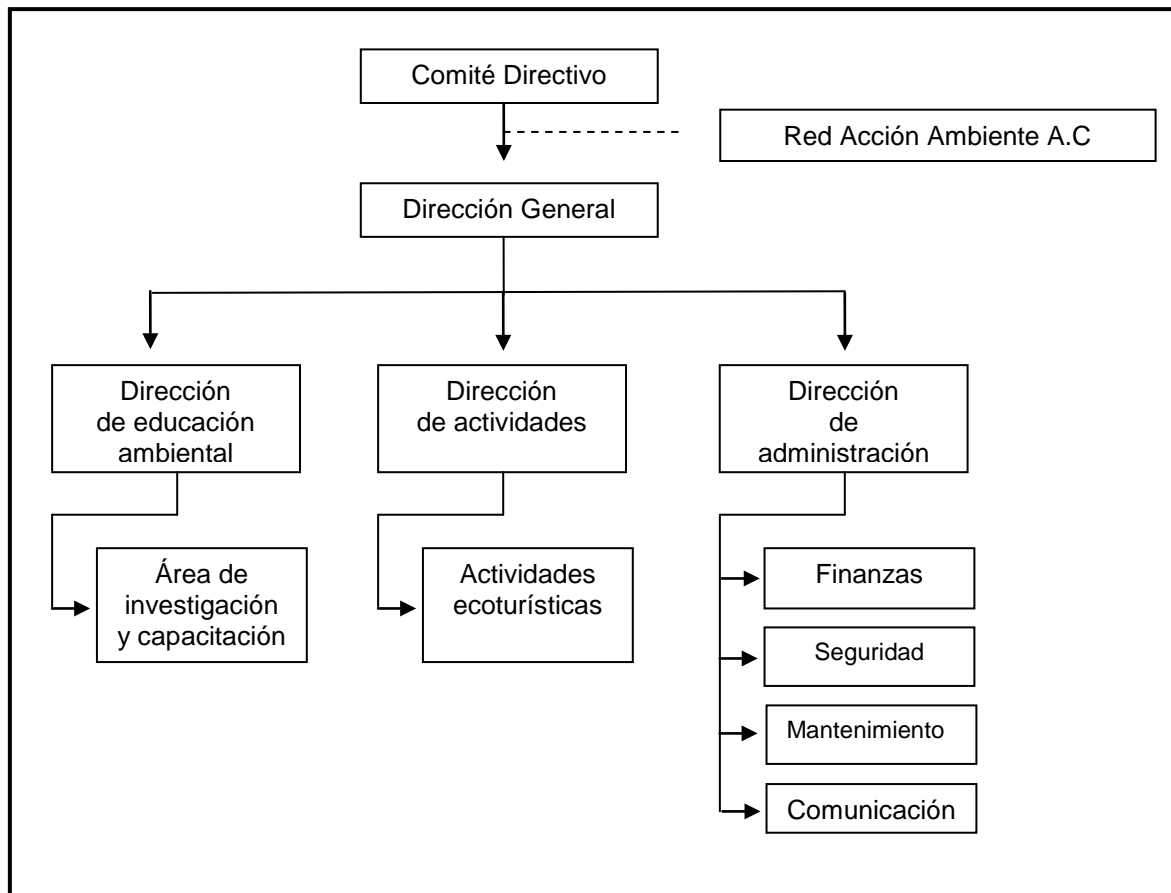 Comité Directivo
Red Acción Ambiente A.C
Dirección General
Dirección
de educación
ambiental
Dirección
de actividades
Dirección
de
administración
Área de
investigación
y capacitación
Actividades
ecoturísticas
Finanzas
Seguridad
Mantenimiento
Comunicación